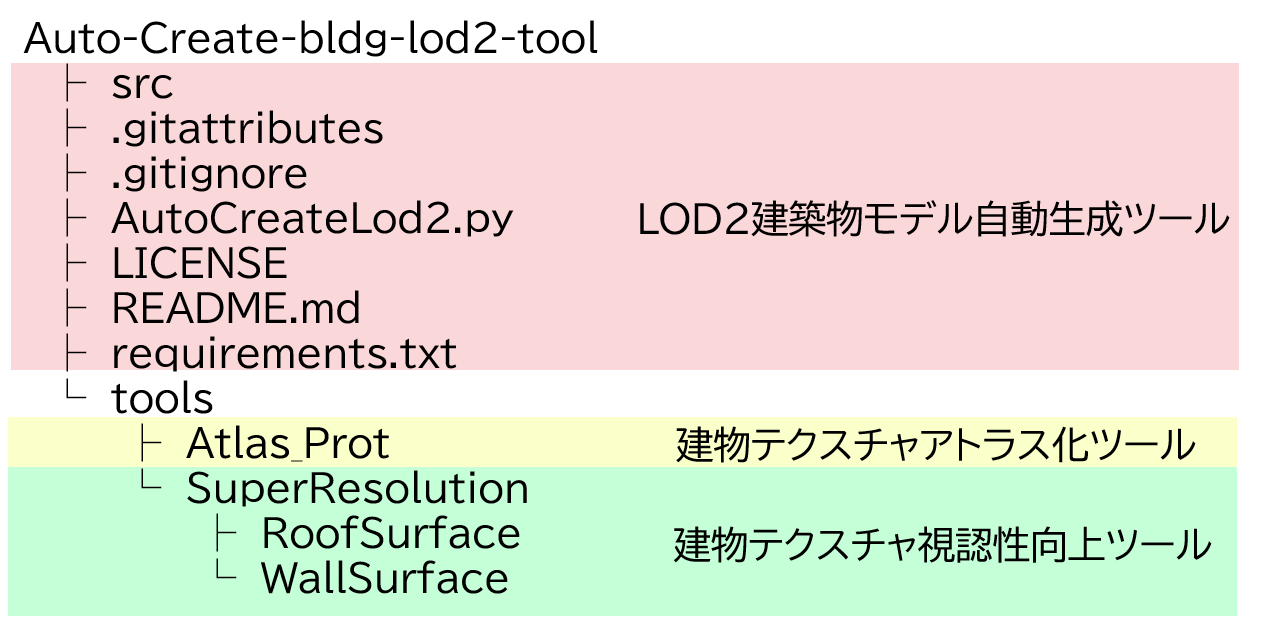 Auto-Create-bldg-lod2-tool
├ src
├ .gitattributes
├ .gitignore
├ AutoCreateLod2.py LOD2建築物モデル自動生成ツール
├ LICENSE
├ README.md
├ requirements.txt
└ tools
├ Atlas_Prot 建物テクスチャアトラス化ツール
└ SuperResolution
├ RoofSurface 建物テクスチャ視認性向上ツール
└ WallSurface